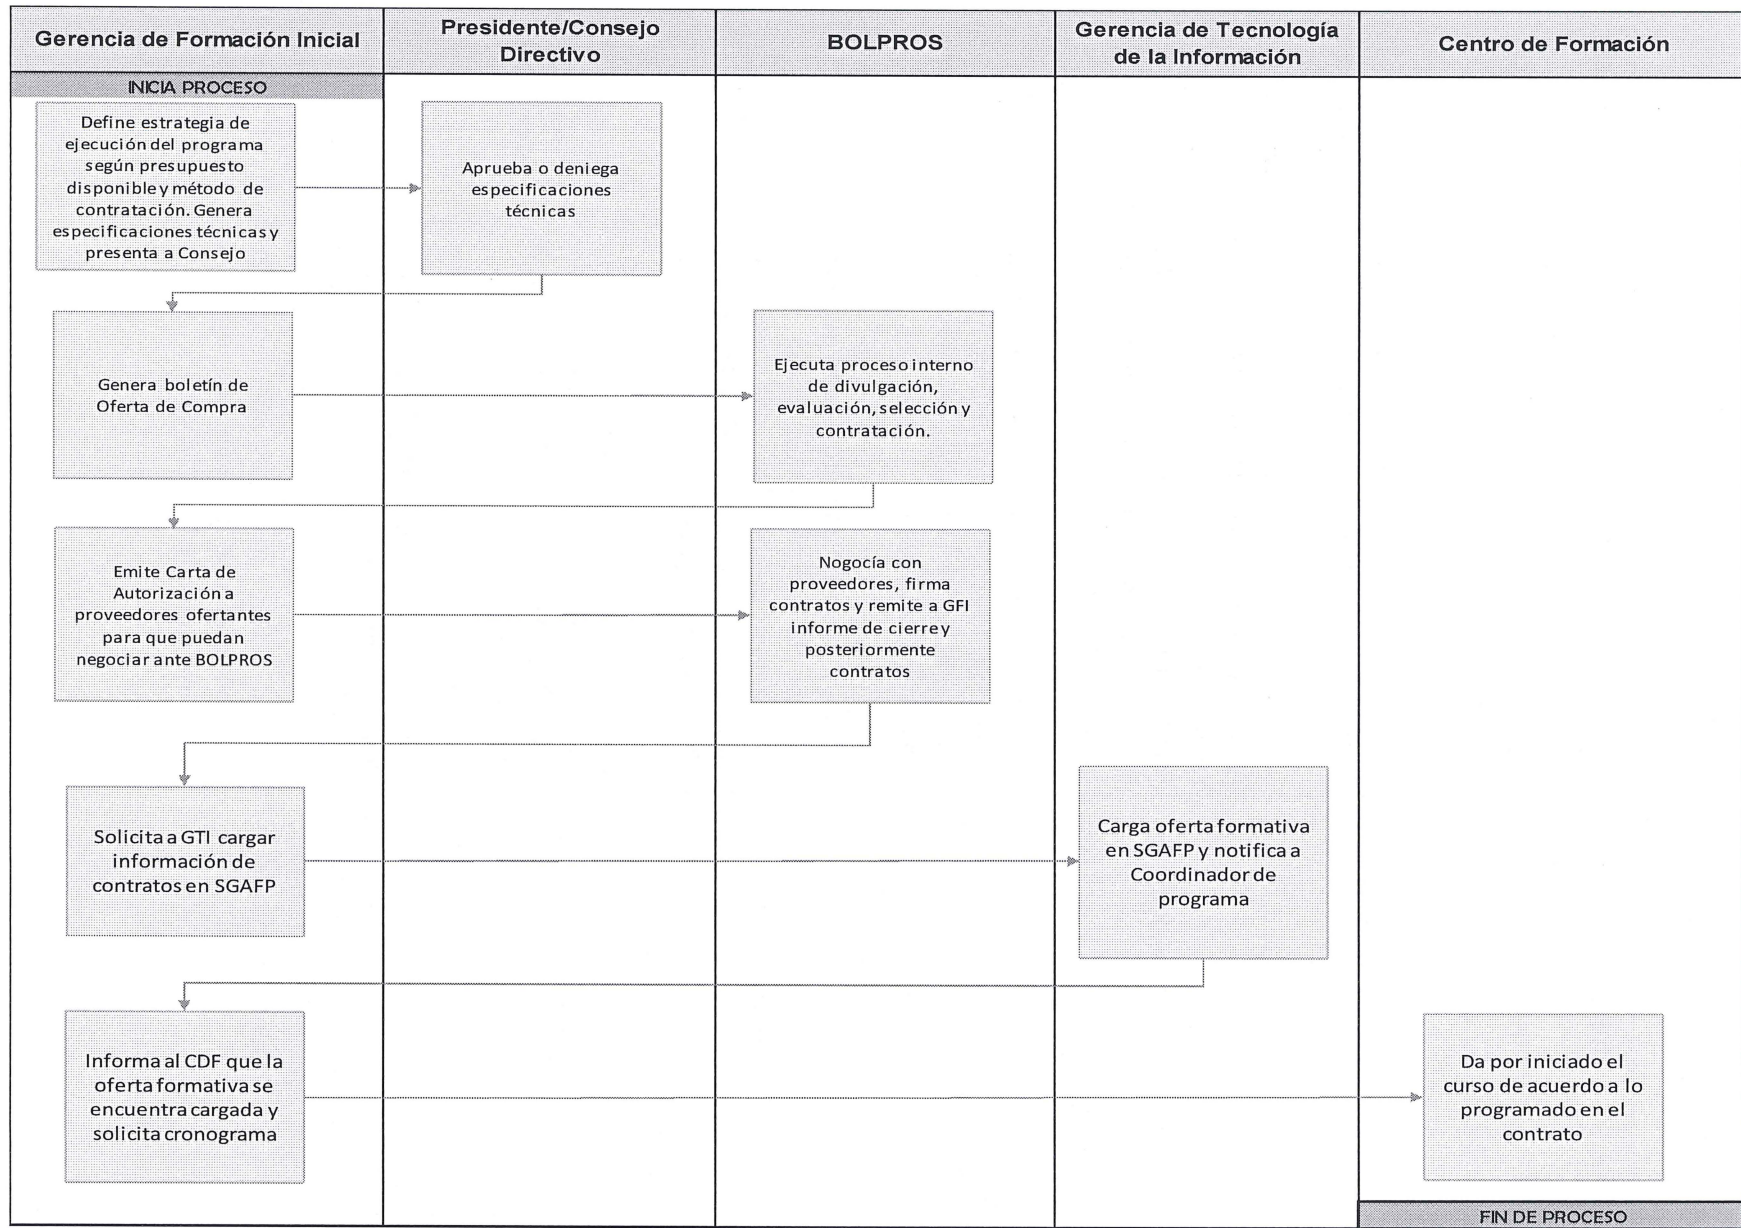 Gerencia de Formación Inicial
Presidente/Consejo
Directivo
BOLPROS
Gerencia de Tecnología
de la Información
Centro de Formación
INICIA PROCESO
Define estrategia de
ejecución del programa
según presupuesto
disponible y método de
contratación. Genera
especificaciones técnicas y
presenta a Consejo
Aprueba o deniega
especificaciones
técnicas
Genera boletín de
Oferta de Compra
Ejecuta proceso interno
de divulgación,
evaluación, selección y
contratación.
Emite Carta de
Autorización a
proveedores ofertantes
para que puedan
negociar ante BOLPROS
Nogocía con
proveedores, firma
contratos y remite a GFI
informe de cierre y
posteriormente
contratos
Solicita a GTI cargar
información de
contratos en SGAFP
Carga oferta formativa
en SGAFP y notifica a
Coordinador de
programa
Informa al CDF que la
oferta formativa se
encuentra cargada y
solicita cronograma
Da por iniciado el
curso de acuerdo a lo
programado en el
contrato
FIN DE PROCESO